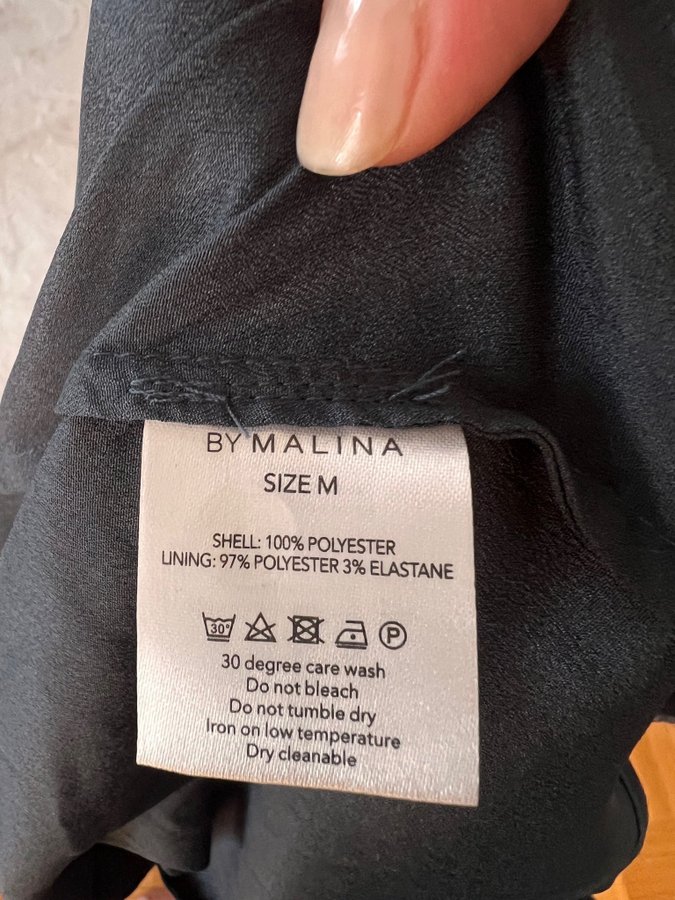 BY MALINA
SIZE M
SHELL: 100% POLYESTER
LINING: 97% POLYESTER 3% ELASTANE
30° P
30 degree care wash
Do not bleach
Do not tumble dry
Iron on low temperature
Dry cleanable